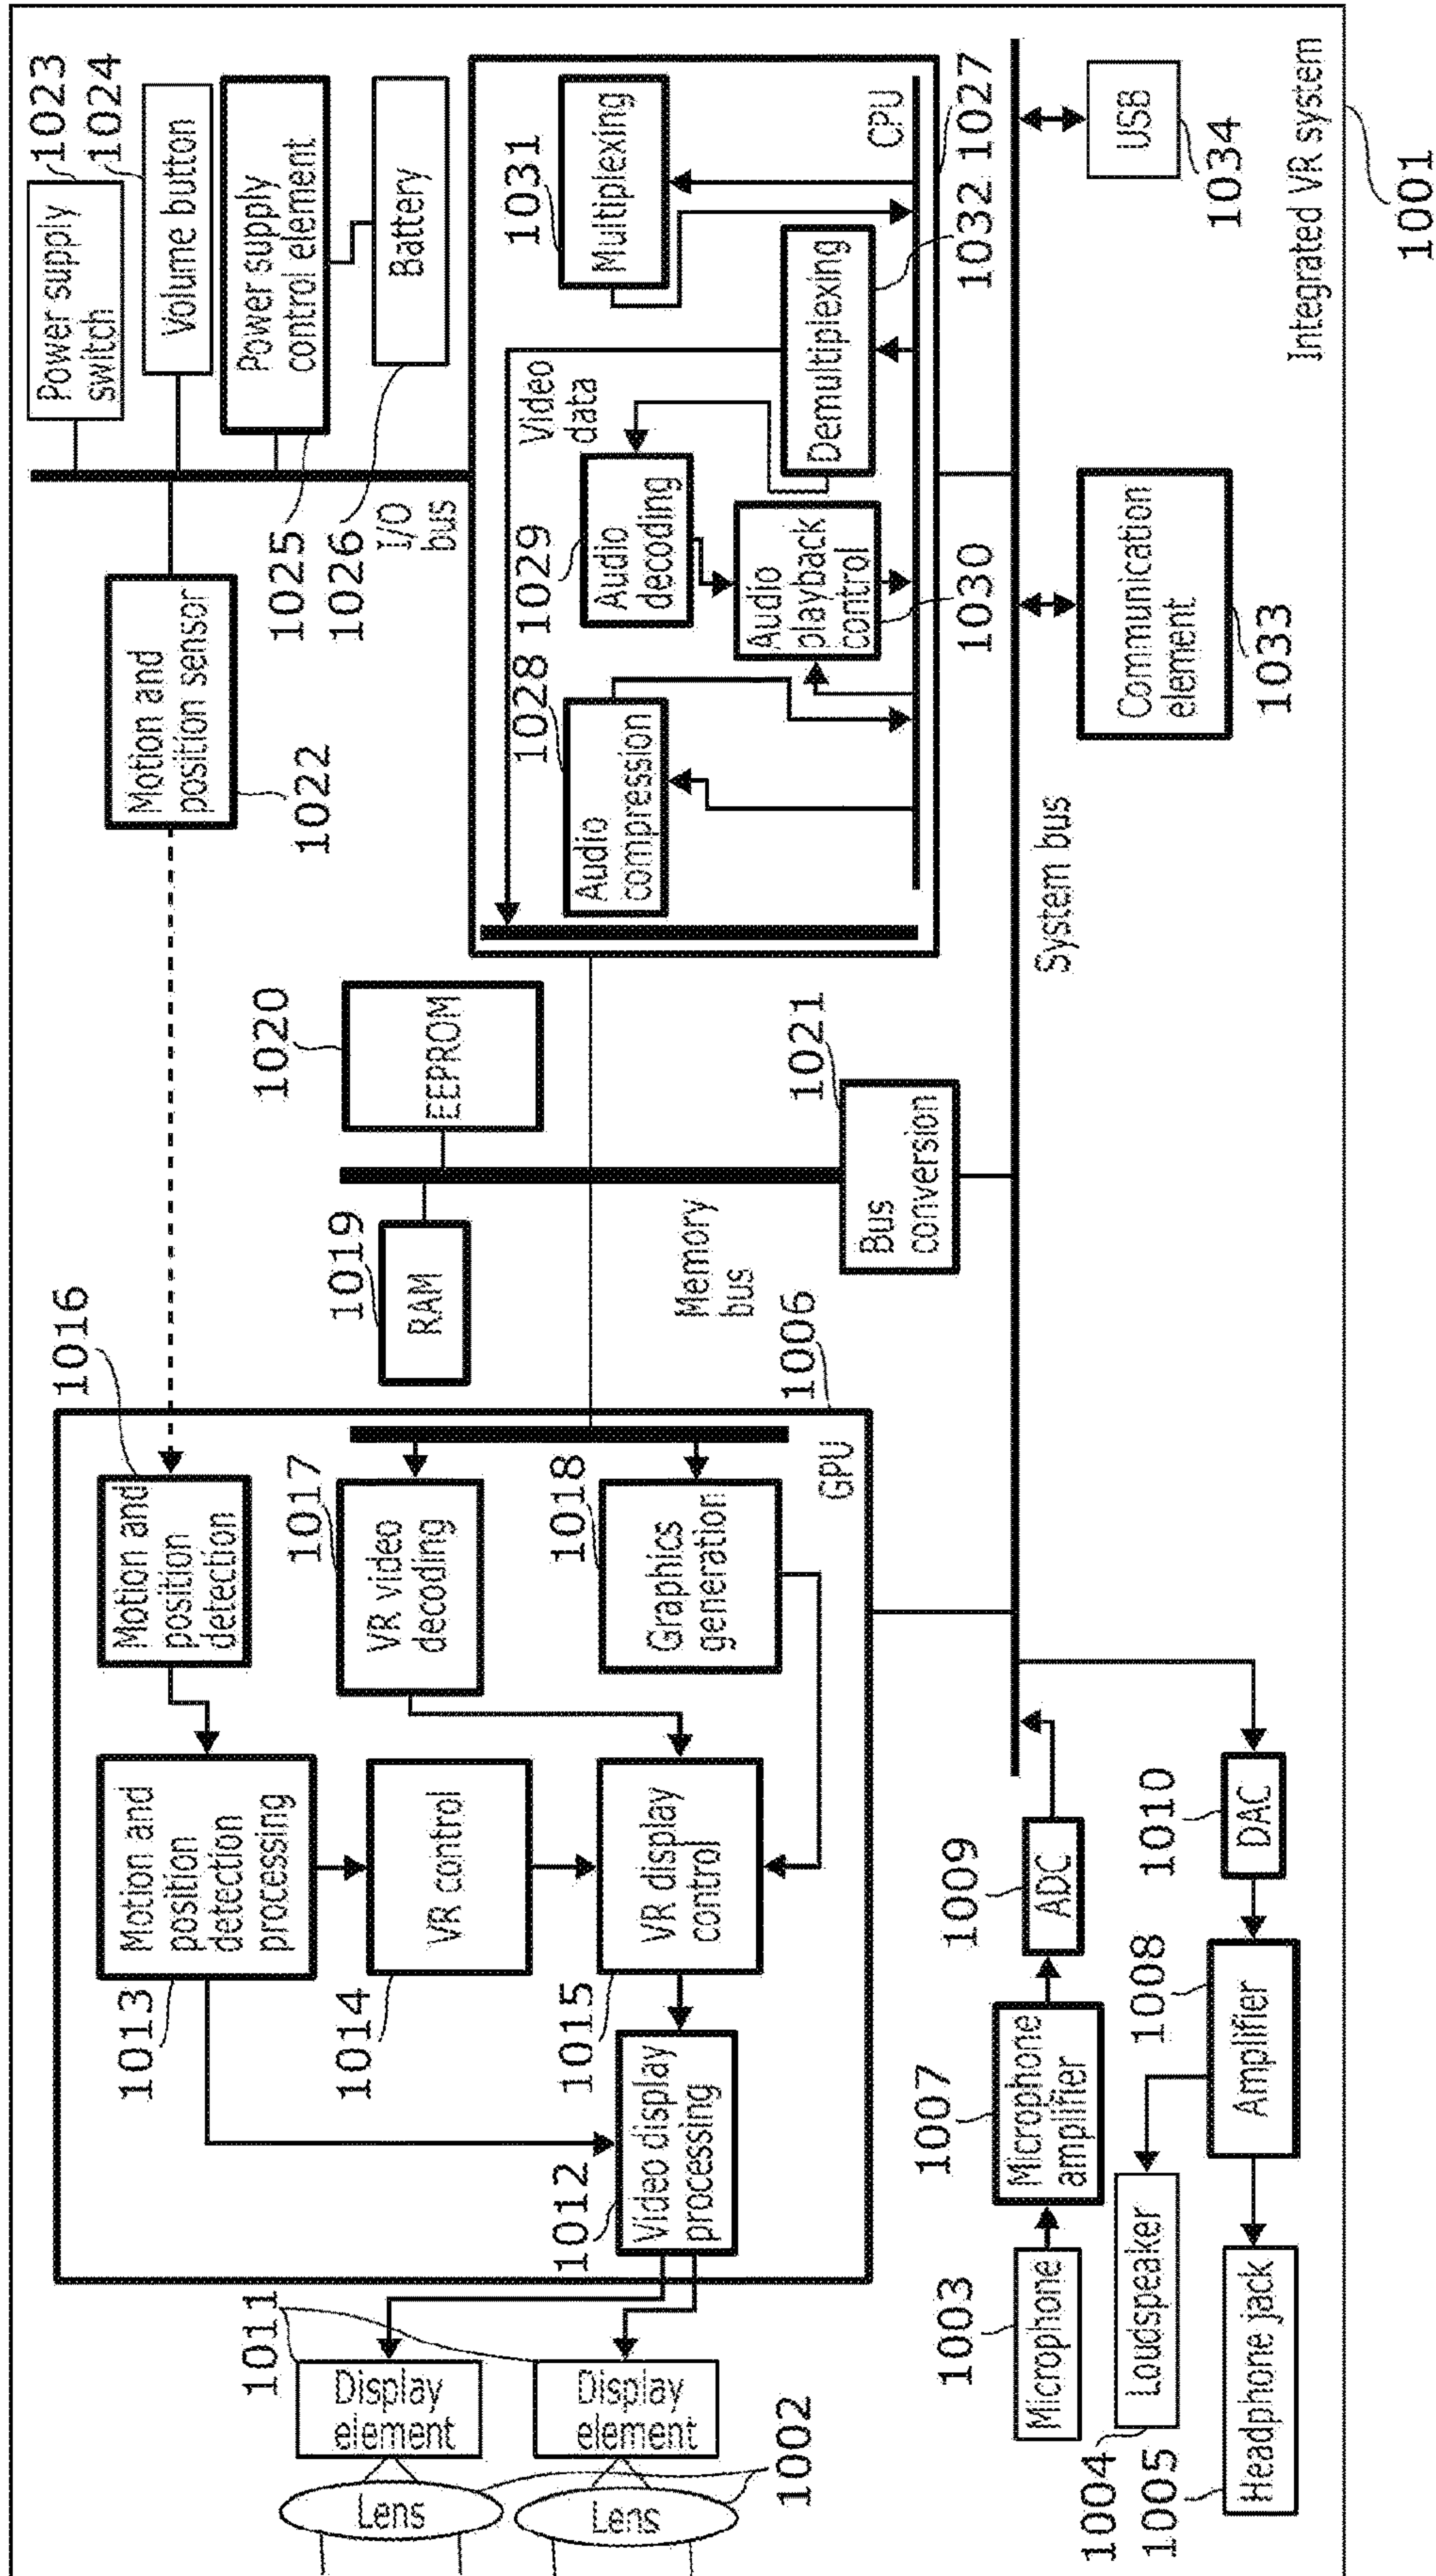 1023
Power supply
switch
1024
Volume button
Power supply
control element
1025
Battery
1026
I/O
bus
Motion and
position sensor
1022
1031
Multiplexing
CPU
1027
1032
Demultiplexing
Video
data
1029
Audio
decoding
Audio
playback
control
1030
1028
Audio
compression
1020
EEPROM
1019
RAM
Memory
bus
1021
Bus
conversion
System bus
USB
1034
Communication
element
1033
Integrated VR system
1001
1016
Motion and
position
detection
1017
VR video
decoding
1018
Graphics
generation
1006
GPU
Motion and
position
detection
processing
1013
VR control
1014
VR display
control
1015
Video display
processing
1012
1011
Display
element
Display
element
Lens
Lens
1002
1003
Microphone
1007
Microphone
amplifier
1009
ADC
1010
DAC
1008
Amplifier
1004
Loudspeaker
1005
Headphone jack